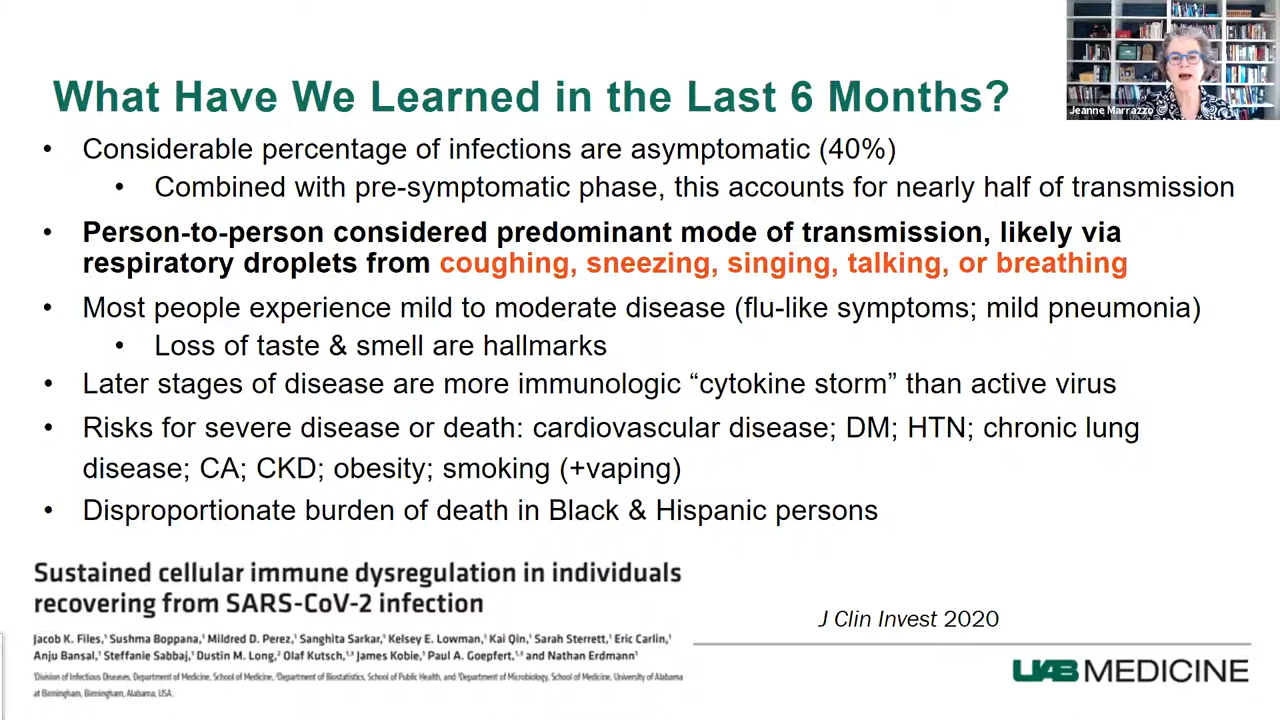 Jeanne Marrazzo
What Have We Learned in the Last 6 Months?
• Considerable percentage of infections are asymptomatic (40%)
• Combined with pre-symptomatic phase, this accounts for nearly half of transmission
• Person-to-person considered predominant mode of transmission, likely via
respiratory droplets from coughing, sneezing, singing, talking, or breathing
• Most people experience mild to moderate disease (flu-like symptoms; mild pneumonia)
• Loss of taste & smell are hallmarks
• Later stages of disease are more immunologic “cytokine storm” than active virus
• Risks for severe disease or death: cardiovascular disease; DM; HTN; chronic lung
disease; CA; CKD; obesity; smoking (+vaping)
• Disproportionate burden of death in Black & Hispanic persons
Sustained cellular immune dysregulation in individuals
recovering from SARS-CoV-2 infection
Jacob K. Files,¹ Sushma Boppana,¹ Mildred D. Perez,¹ Sanghita Sarkar,¹ Kelsey E. Lowman,¹ Kai Qin,¹ Sarah Sterrett,¹ Eric Carlin,¹
Anju Bansal,¹ Steffanie Sabbaj,¹ Dustin M. Long,² Olaf Kutsch,¹,³ James Kobie,¹ Paul A. Goepfert,¹,³ and Nathan Erdmann¹
¹Division of Infectious Diseases, Department of Medicine, School of Medicine, ²Department of Biostatistics, School of Public Health, and ³Department of Microbiology, School of Medicine, University of Alabama
at Birmingham, Birmingham, Alabama, USA.
J Clin Invest 2020
UAB MEDICINE